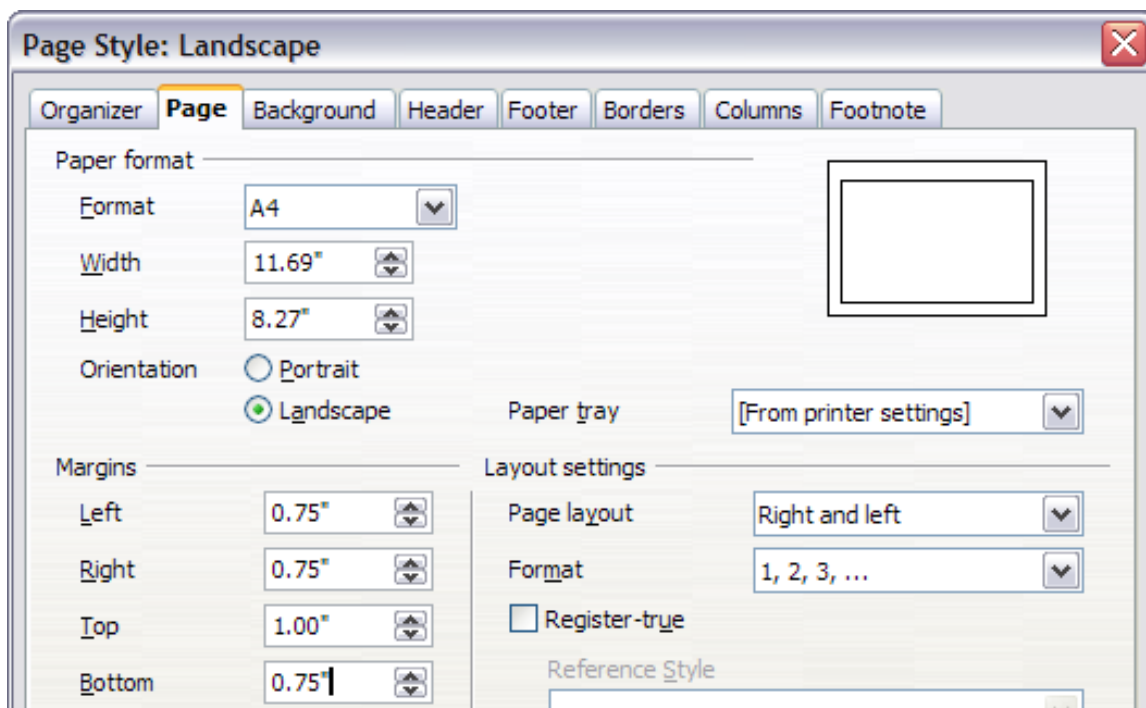 Page Style: Landscape
Organizer Page Background Header Footer Borders Columns Footnote
Paper format
Format A4
Width 11.69"
Height 8.27"
Orientation Portrait
Landscape Paper tray [From printer settings]
Margins Layout settings
Left 0.75" Page layout Right and left
Right 0.75" Format 1, 2, 3, ...
Top 1.00" Register-true
Bottom 0.75" Reference Style